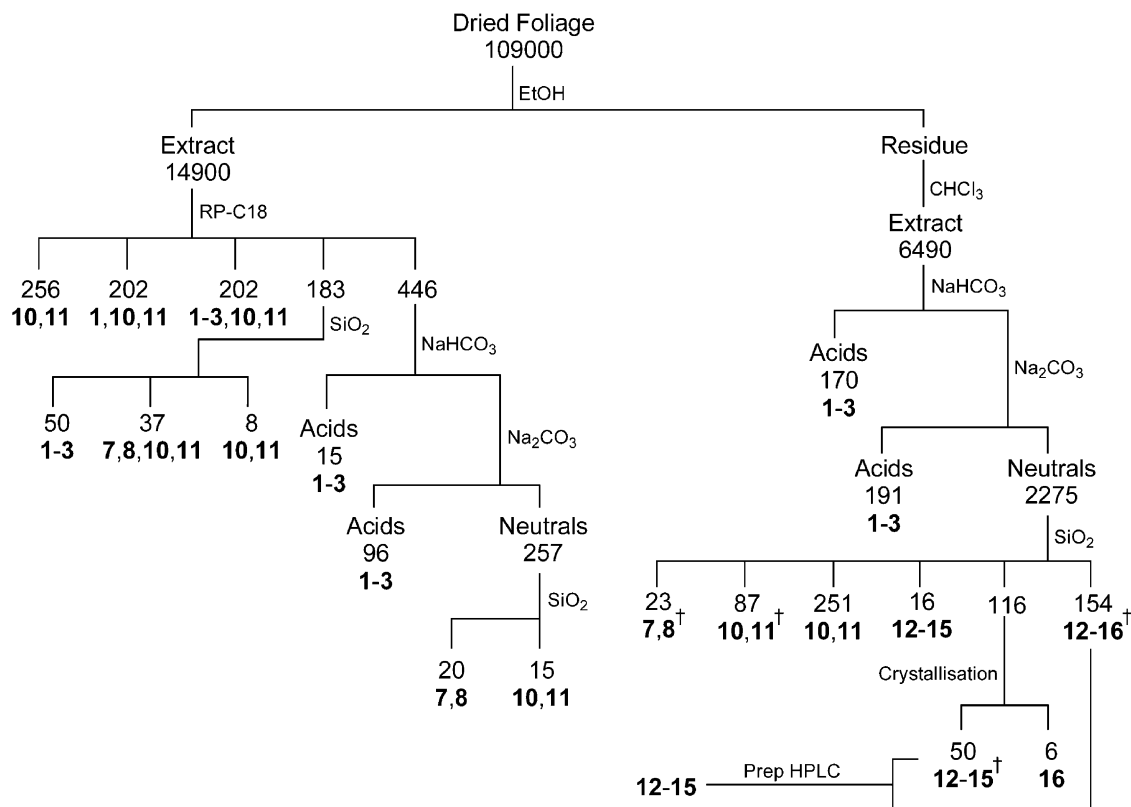 Dried Foliage
109000
EtOH
Extract
14900
Residue
CHCl₃
RP-C18
Extract
6490
NaHCO₃
256
10,11
202
1,10,11
202
1-3,10,11
183
446
SiO₂
NaHCO₃
Acids
170
1-3
Na₂CO₃
50
1-3
37
7,8,10,11
8
10,11
Acids
15
1-3
Na₂CO₃
Acids
191
1-3
Neutrals
2275
SiO₂
Acids
96
1-3
Neutrals
257
SiO₂
20
7,8
15
10,11
23
7,8†
87
10,11†
251
10,11
16
12-15
116
154
12-16†
Crystallisation
50
12-15†
6
16
Prep HPLC
12-15